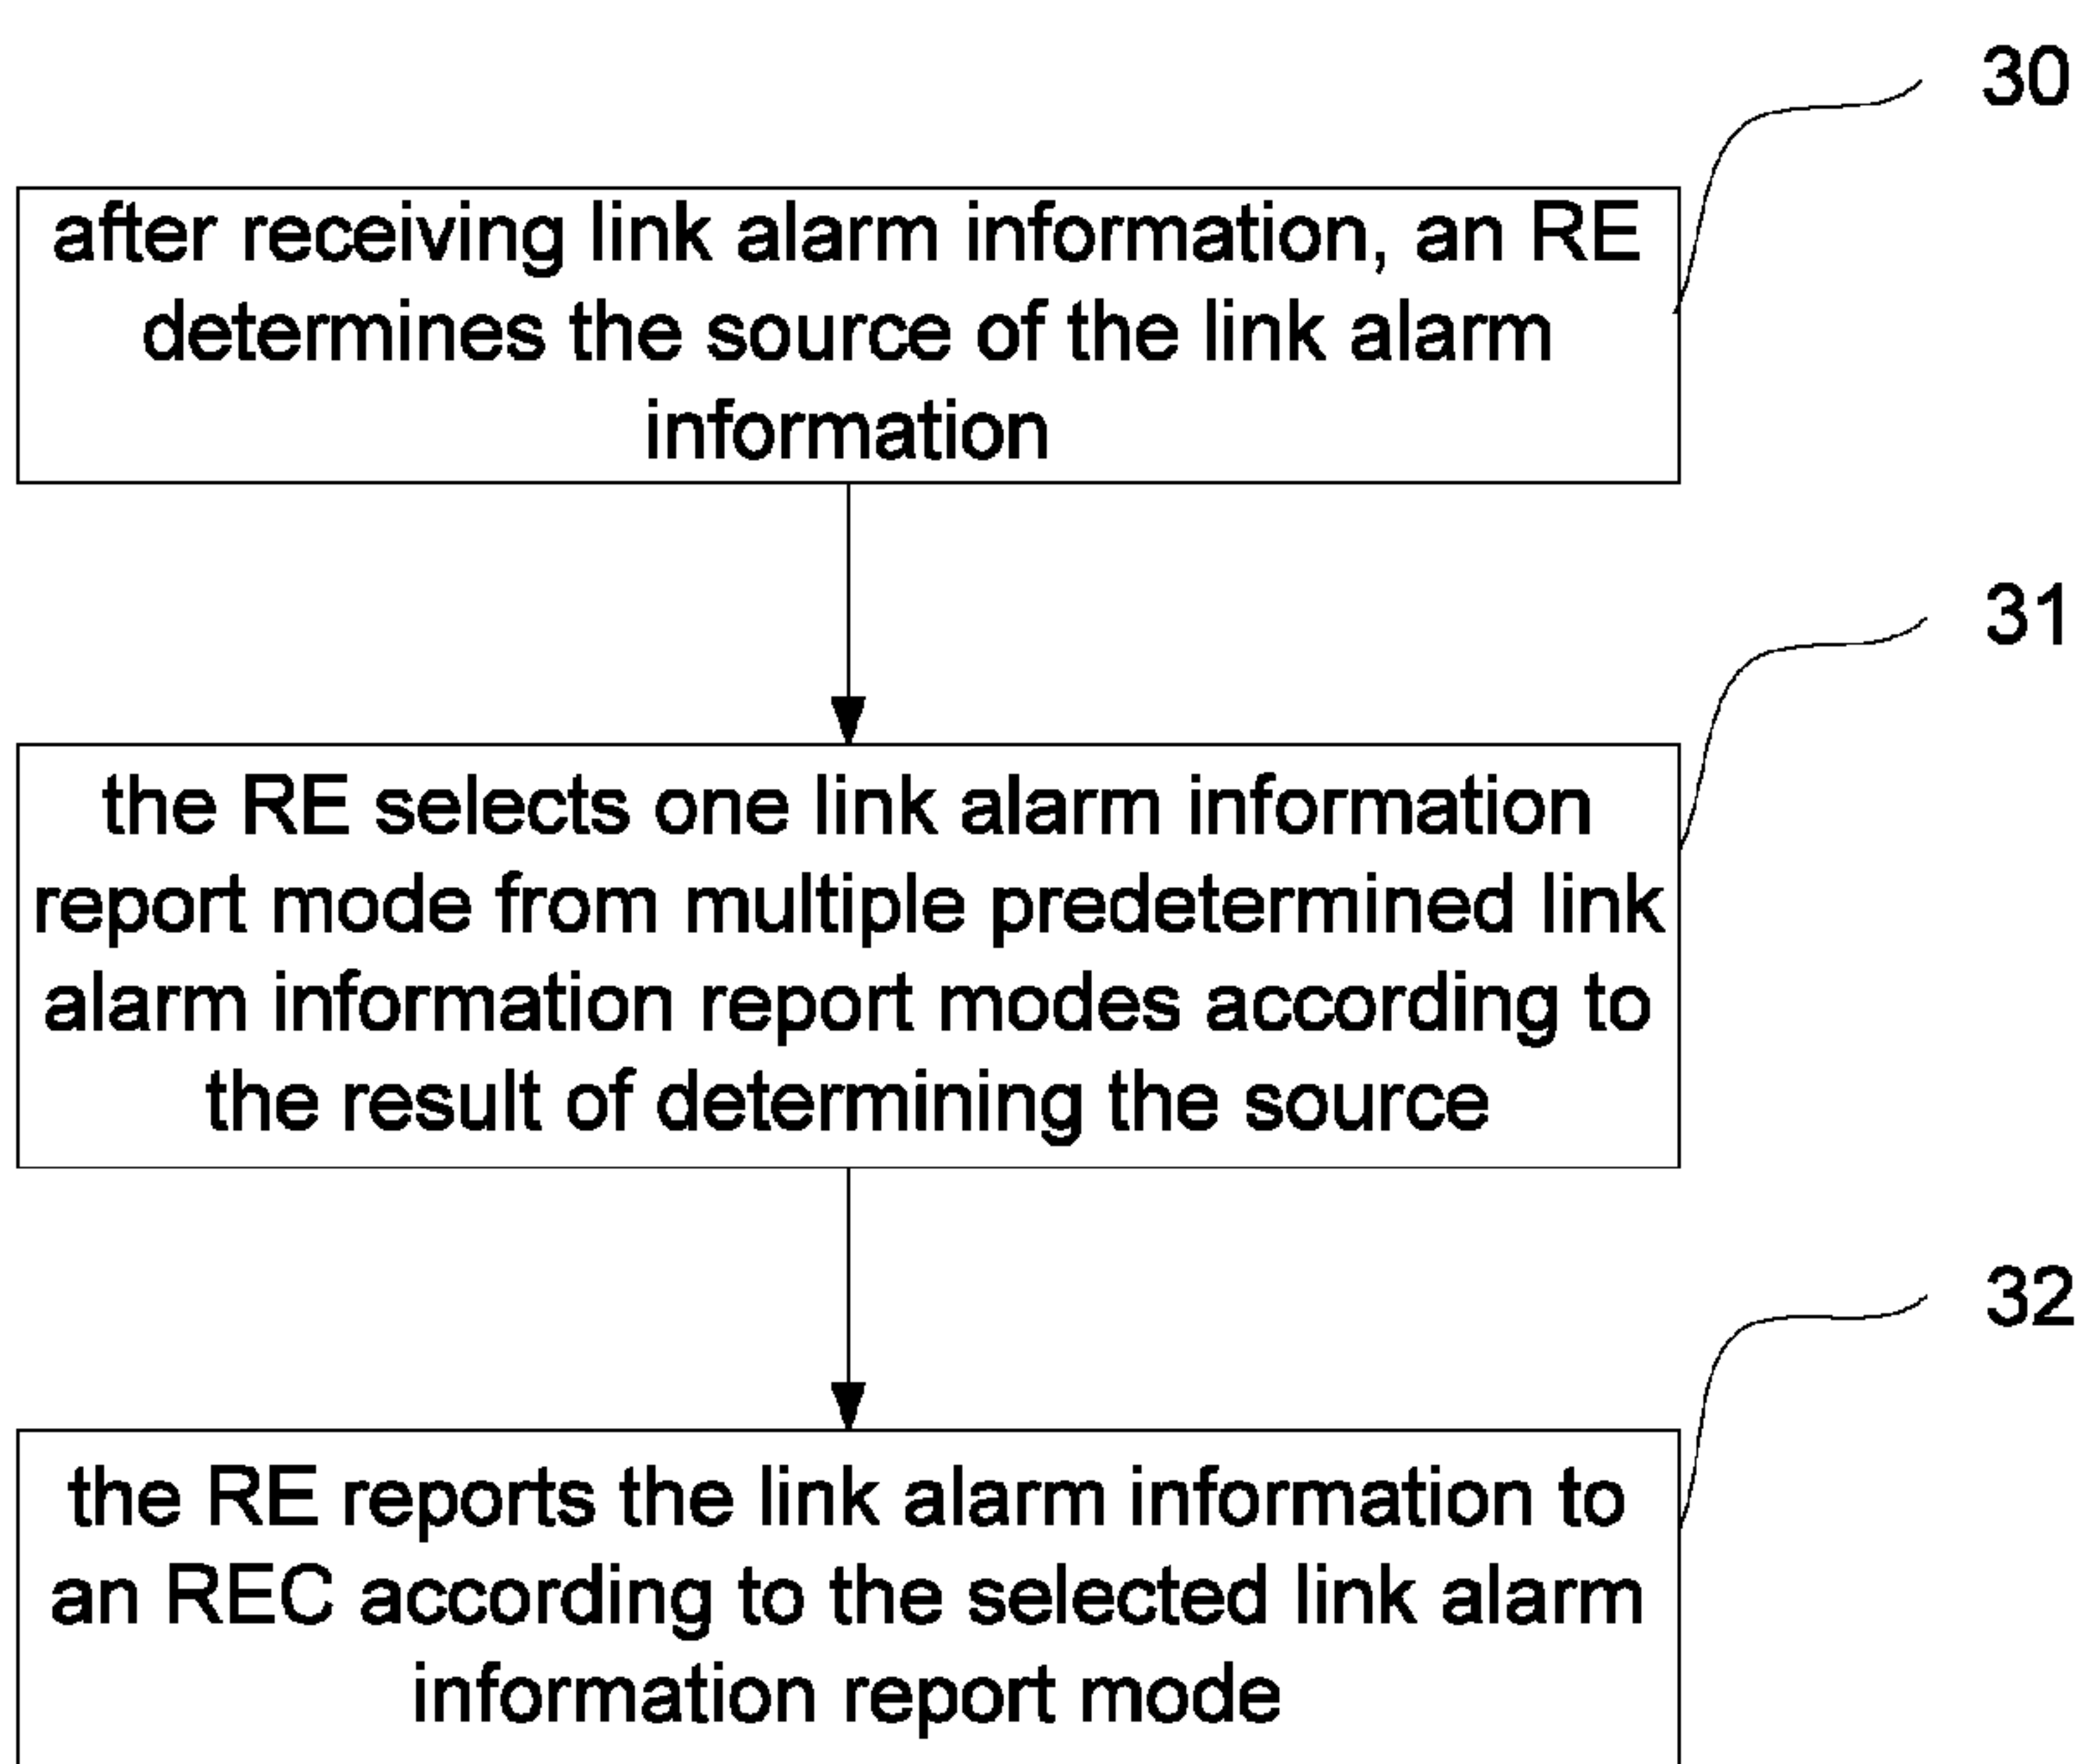 30
after receiving link alarm information, an RE
determines the source of the link alarm
information
31
the RE selects one link alarm information
report mode from multiple predetermined link
alarm information report modes according to
the result of determining the source
32
the RE reports the link alarm information to
an REC according to the selected link alarm
information report mode